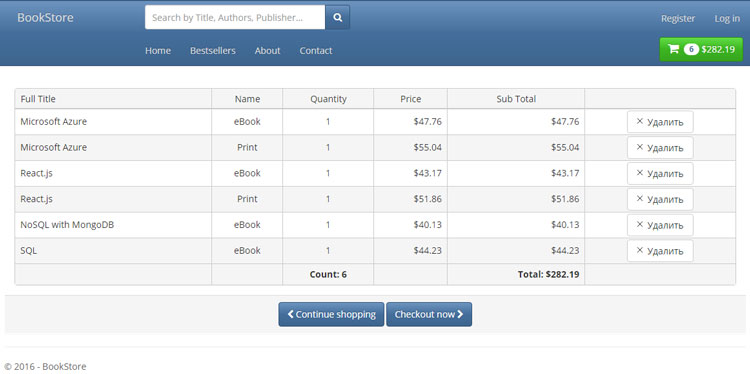 BookStore Search by Title, Authors, Publisher... Register Log in
Home Bestsellers About Contact 6 $282.19
Full Title Name Quantity Price Sub Total
Microsoft Azure eBook 1 $47.76 $47.76 × Удалить
Microsoft Azure Print 1 $55.04 $55.04 × Удалить
React.js eBook 1 $43.17 $43.17 × Удалить
React.js Print 1 $51.86 $51.86 × Удалить
NoSQL with MongoDB eBook 1 $40.13 $40.13 × Удалить
SQL eBook 1 $44.23 $44.23 × Удалить
Count: 6 Total: $282.19
Continue shopping Checkout now
© 2016 - BookStore